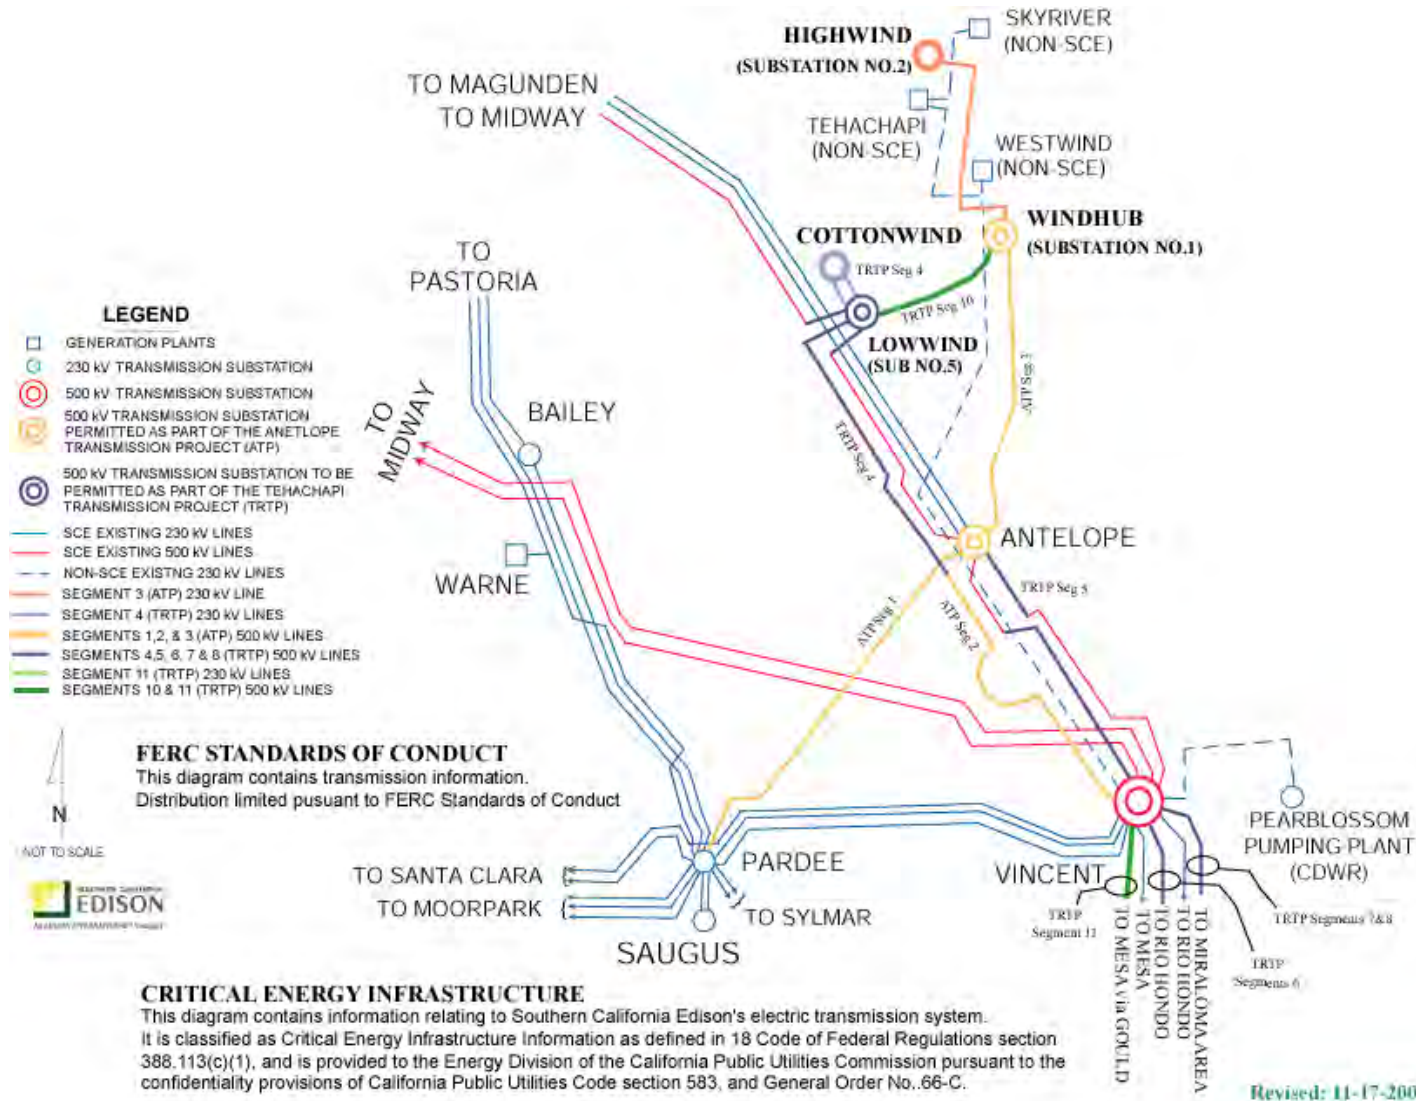 SKYRIVER
(NON-SCE)
HIGHWIND
(SUBSTATION NO.2)
TO MAGUNDEN
TO MIDWAY
TEHACHAPI
(NON-SCE)
WESTWIND
(NON-SCE)
WINDHUB
(SUBSTATION NO.1)
COTTONWIND
TRTP Seg 4
TRTP Seg 10
LOWWIND
(SUB NO.5)
TO
PASTORIA
ATP Seg 3
LEGEND
GENERATION PLANTS
230 kV TRANSMISSION SUBSTATION
500 kV TRANSMISSION SUBSTATION
500 kV TRANSMISSION SUBSTATION
PERMITTED AS PART OF THE ANETLOPE
TRANSMISSION PROJECT (ATP)
500 kV TRANSMISSION SUBSTATION TO BE
PERMITTED AS PART OF THE TEHACHAPI
TRANSMISSION PROJECT (TRTP)
SCE EXISTING 230 kV LINES
SCE EXISTING 500 kV LINES
NON-SCE EXISTNG 230 kV LINES
SEGMENT 3 (ATP) 230 kV LINE
SEGMENT 4 (TRTP) 230 kV LINES
SEGMENTS 1,2, & 3 (ATP) 500 kV LINES
SEGMENTS 4,5, 6, 7 & 8 (TRTP) 500 kV LINES
SEGMENT 11 (TRTP) 230 kV LINES
SEGMENTS 10 & 11 (TRTP) 500 kV LINES
BAILEY
TO
MIDWAY
TRTP Seg 4
WARNE
ANTELOPE
TRTP Seg 5
ATP Seg 1
ATP Seg 2
N
NOT TO SCALE
FERC STANDARDS OF CONDUCT
This diagram contains transmission information.
Distribution limited pusuant to FERC Standards of Conduct
SOUTHERN CALIFORNIA
EDISON
PARDEE
TO SANTA CLARA
TO MOORPARK
TO SYLMAR
SAUGUS
VINCENT
PEARBLOSSOM
PUMPING PLANT
(CDWR)
TRTP
Segment 11
TO MESA via GOULD
TO MESA
TO RIO HONDO
TO RIO HONDO
TO MIRALOMA AREA
TRTP Segments 7&8
TRTP
Segments 6
CRITICAL ENERGY INFRASTRUCTURE
This diagram contains information relating to Southern California Edison's electric transmission system.
It is classified as Critical Energy Infrastructure Information as defined in 18 Code of Federal Regulations section
388.113(c)(1), and is provided to the Energy Division of the California Public Utilities Commission pursuant to the
confidentiality provisions of California Public Utilities Code section 583, and General Order No,.66-C.
Revised: 11-17-200